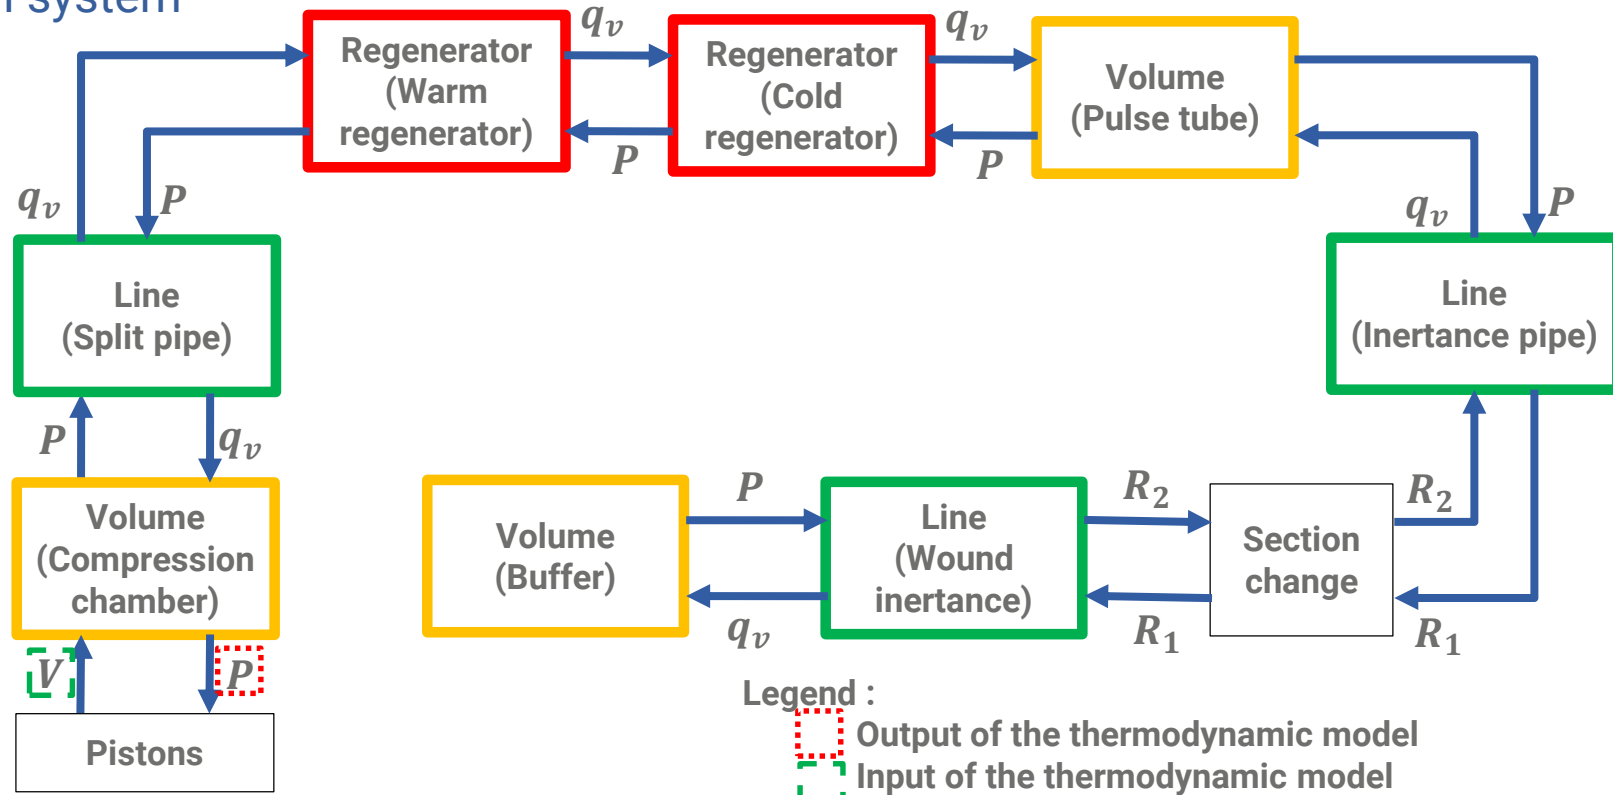 system
q_v
Regenerator
(Warm
regenerator)
q_v
P
Regenerator
(Cold
regenerator)
q_v
P
Volume
(Pulse tube)
q_v
P
P
q_v
Line
(Split pipe)
Line
(Inertance pipe)
P
q_v
Volume
(Compression
chamber)
Volume
(Buffer)
P
q_v
Line
(Wound
inertance)
R_2
R_1
Section
change
R_2
R_1
V
P
Pistons
Legend :
Output of the thermodynamic model
Input of the thermodynamic model